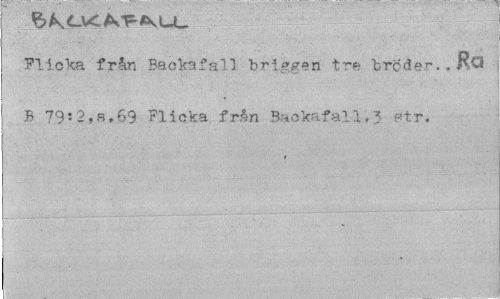 BACKAFALL
Flicka från Backafall briggen tre bröder.. Ra
B 79:2,s.69 Flicka från Backafall.3 str.